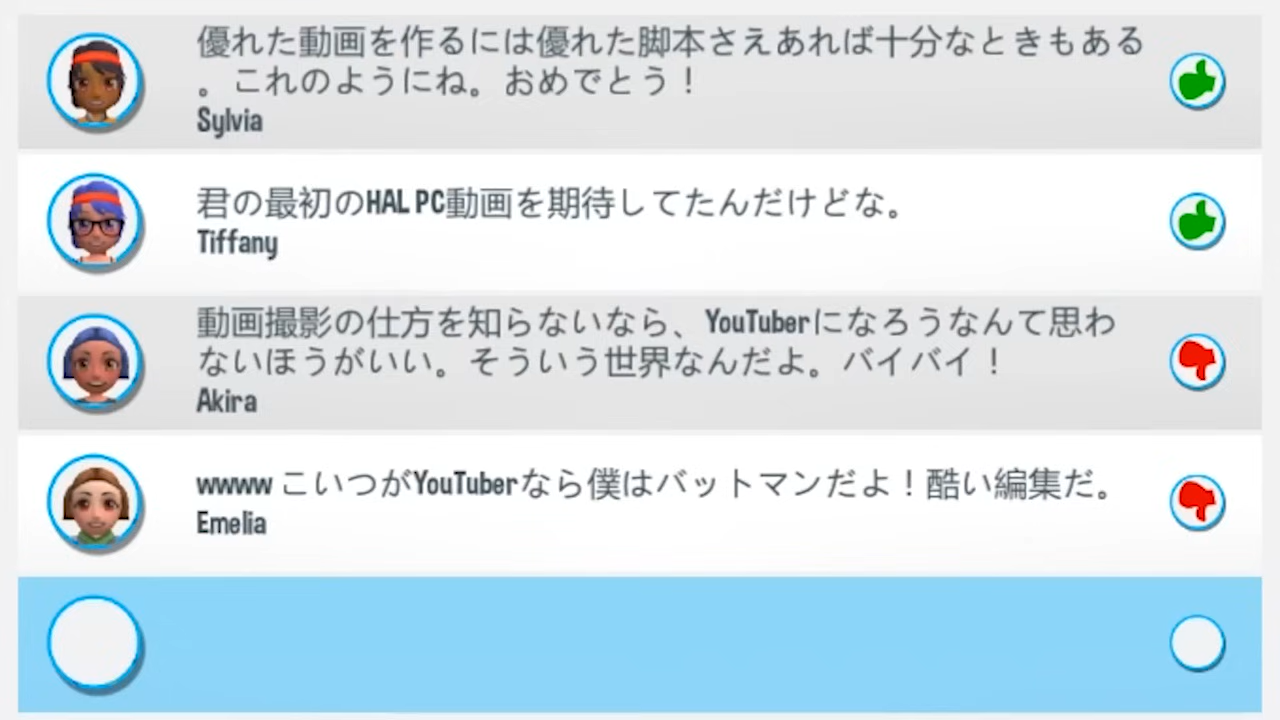 優れた動画を作るには優れた脚本さえあれば十分なときもある
。これのようにね。おめでとう！
Sylvia
君の最初のHAL PC動画を期待してたんだけどな。
Tiffany
動画撮影の仕方を知らないなら、YouTuberになろうなんて思わ
ないほうがいい。そういう世界なんだよ。バイバイ！
Akira
wwww こいつがYouTuberなら僕はバットマンだよ！酷い編集だ。
Emelia